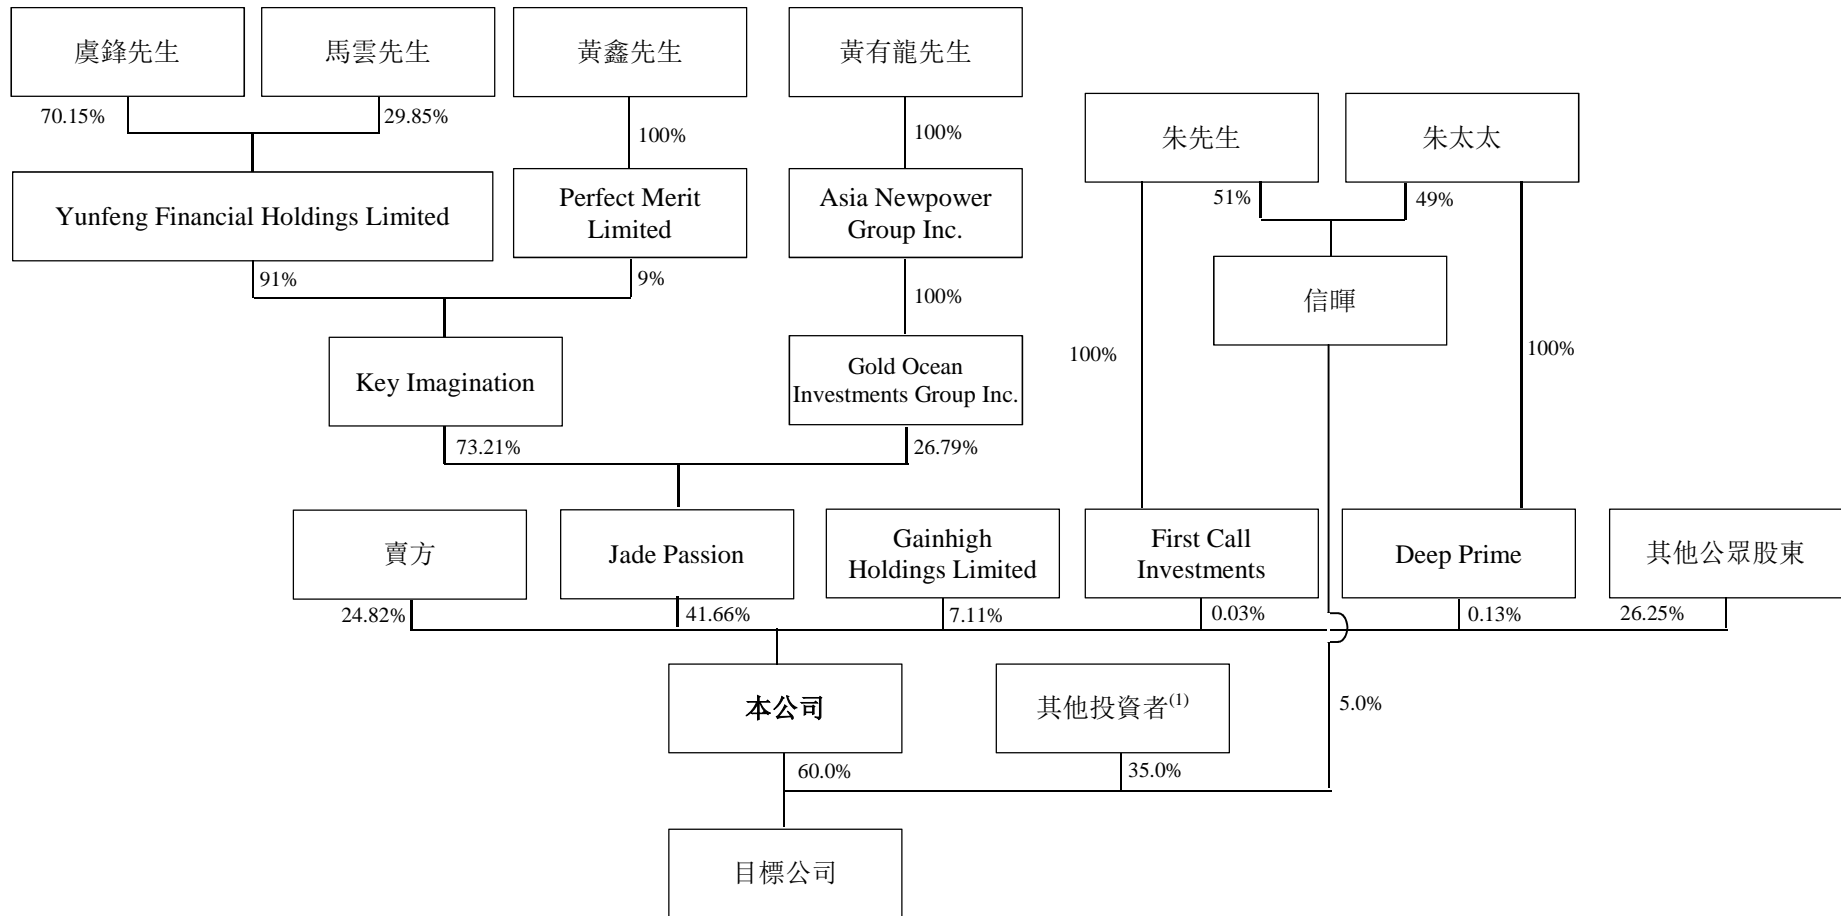 虞鋒先生
馬雲先生
黃鑫先生
黃有龍先生
70.15%
29.85%
100%
100%
朱先生
朱太太
Yunfeng Financial Holdings Limited
Perfect Merit
Limited
Asia Newpower
Group Inc.
51%
49%
91%
9%
100%
信暉
Key Imagination
Gold Ocean
Investments Group Inc.
100%
100%
73.21%
26.79%
賣方
Jade Passion
Gainhigh
Holdings Limited
First Call
Investments
Deep Prime
其他公眾股東
24.82%
41.66%
7.11%
0.03%
0.13%
26.25%
本公司
其他投資者(1)
5.0%
60.0%
35.0%
目標公司